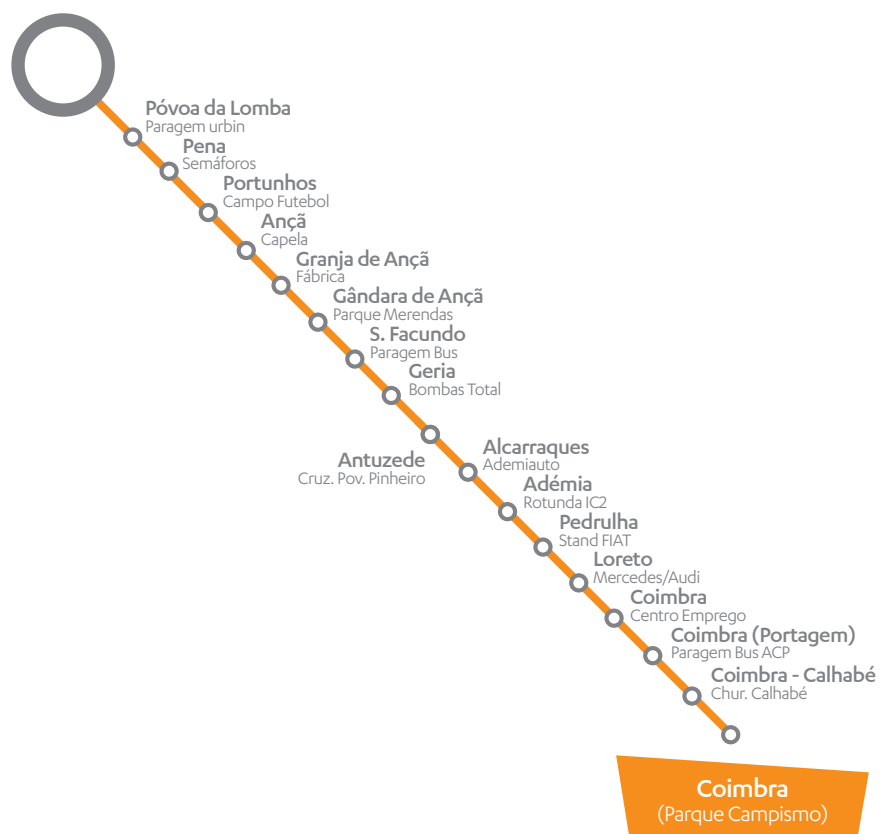 Póvoa da Lomba
Paragem urbin
Pena
Semáforos
Portunhos
Campo Futebol
Ançã
Capela
Granja de Ançã
Fábrica
Gândara de Ançã
Parque Merendas
S. Facundo
Paragem Bus
Geria
Bombas Total
Antuzede
Cruz. Pov. Pinheiro
Alcarraques
Ademiauto
Adémia
Rotunda IC2
Pedrulha
Stand FIAT
Loreto
Mercedes/Audi
Coimbra
Centro Emprego
Coimbra (Portagem)
Paragem Bus ACP
Coimbra - Calhabé
Chur. Calhabé
Coimbra
(Parque Campismo)